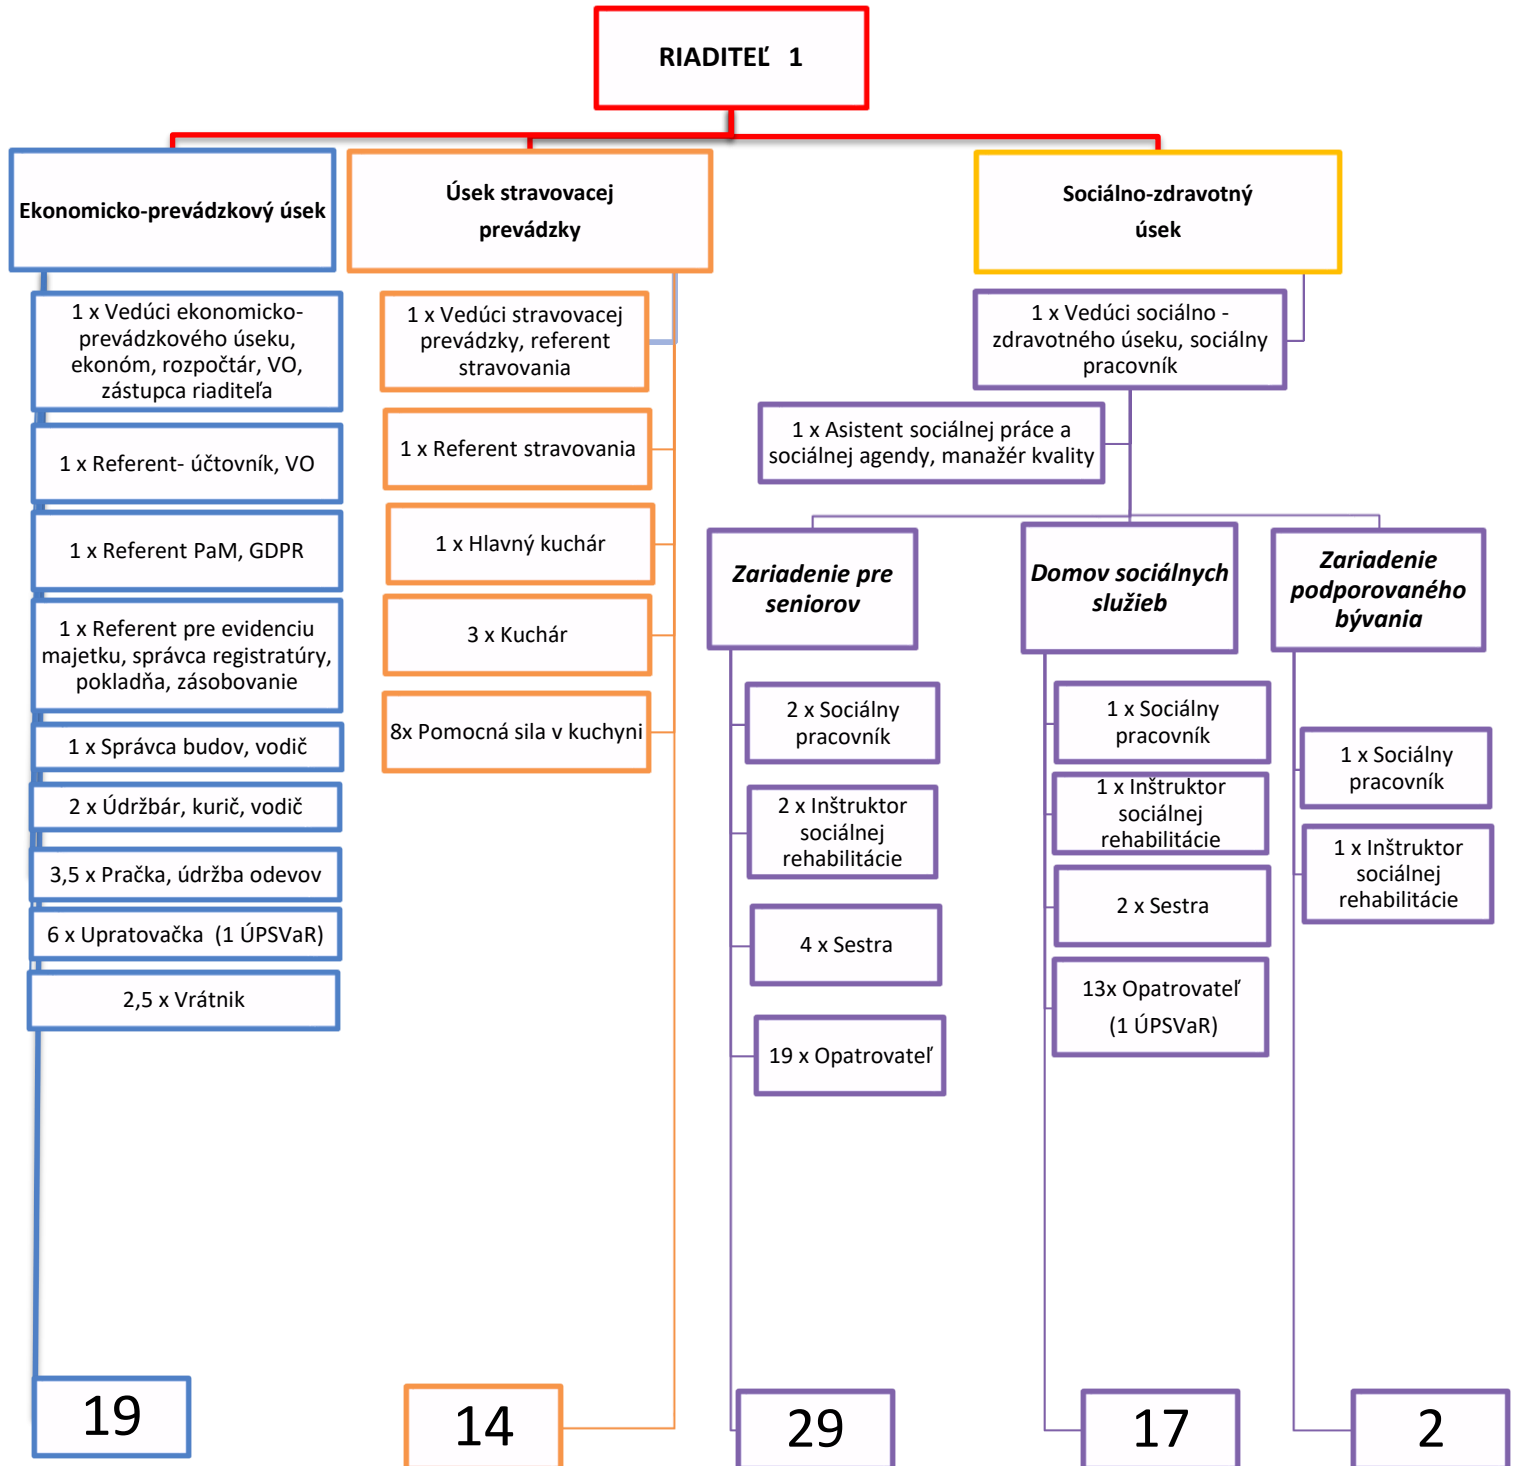 RIADITEĽ 1
Ekonomicko-prevádzkový úsek
Úsek stravovacej
prevádzky
Sociálno-zdravotný
úsek
1 x Vedúci ekonomicko-
prevádzkového úseku,
ekonóm, rozpočtár, VO,
zástupca riaditeľa
1 x Referent- účtovník, VO
1 x Referent PaM, GDPR
1 x Referent pre evidenciu
majetku, správca registratúry,
pokladňa, zásobovanie
1 x Správca budov, vodič
2 x Údržbár, kurič, vodič
3,5 x Pračka, údržba odevov
6 x Upratovačka (1 ÚPSVaR)
2,5 x Vrátnik
19
1 x Vedúci stravovacej
prevádzky, referent
stravovania
1 x Referent stravovania
1 x Hlavný kuchár
3 x Kuchár
8x Pomocná sila v kuchyni
14
1 x Vedúci sociálno -
zdravotného úseku, sociálny
pracovník
1 x Asistent sociálnej práce a
sociálnej agendy, manažér kvality
Zariadenie pre
seniorov
2 x Sociálny
pracovník
2 x Inštruktor
sociálnej
rehabilitácie
4 x Sestra
19 x Opatrovateľ
29
Domov sociálnych
služieb
1 x Sociálny
pracovník
1 x Inštruktor
sociálnej
rehabilitácie
2 x Sestra
13x Opatrovateľ
(1 ÚPSVaR)
17
Zariadenie
podporovaného
bývania
1 x Sociálny
pracovník
1 x Inštruktor
sociálnej
rehabilitácie
2